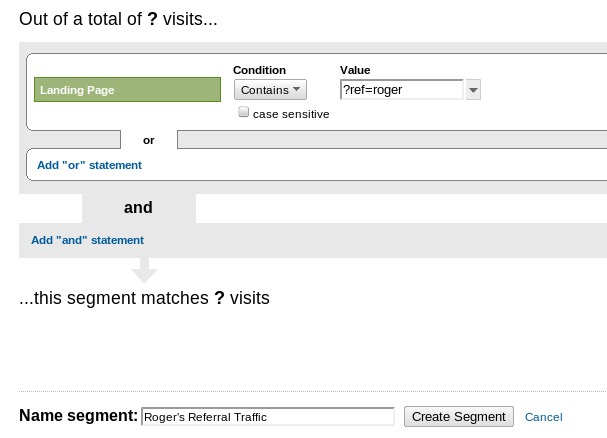 Out of a total of ? visits...
Condition Value
Landing Page Contains ?ref=roger
case sensitive
or
Add "or" statement
and
Add "and" statement
...this segment matches ? visits
Name segment: Roger's Referral Traffic Create Segment Cancel